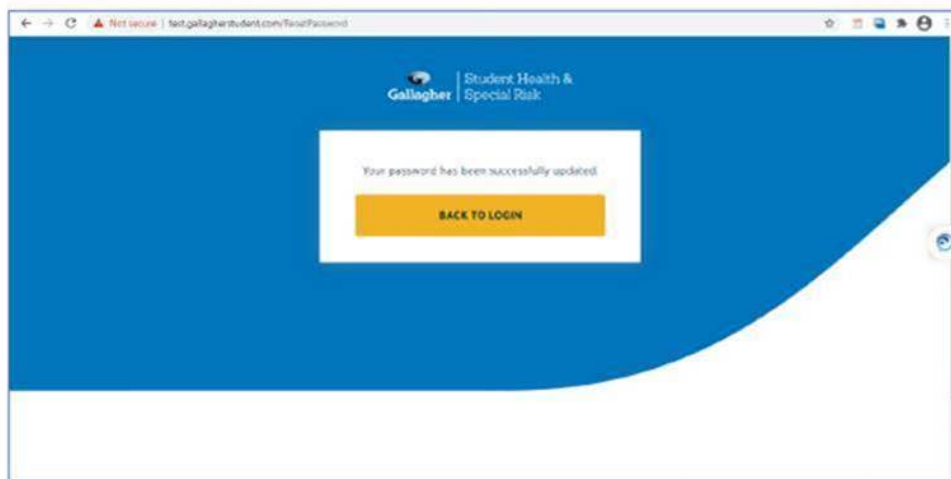 Not secure | test.gallagherstudent.com/ResetPassword
Gallagher | Student Health &
Special Risk
Your password has been successfully updated.
BACK TO LOGIN